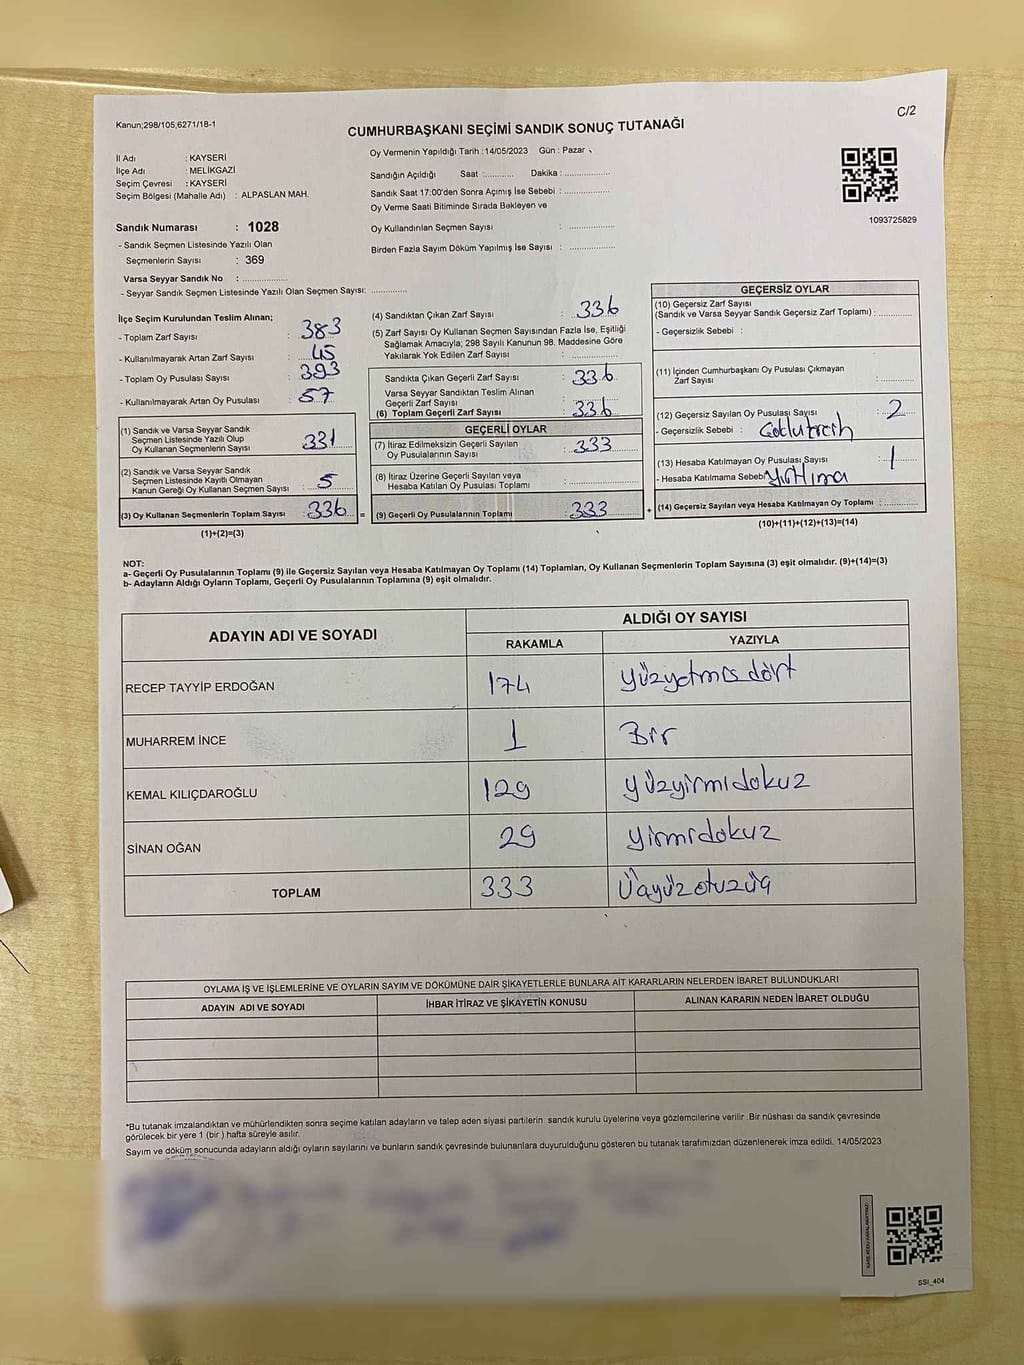 Kanun;298/105,6271/18-1
C/2
CUMHURBAŞKANI SEÇİMİ SANDIK SONUÇ TUTANAĞI
İl Adı : KAYSERİ
İlçe Adı : MELİKGAZİ
Seçim Çevresi : KAYSERİ
Seçim Bölgesi (Mahalle Adı) : ALPASLAN MAH.
Sandık Numarası : 1028
- Sandık Seçmen Listesinde Yazılı Olan
Seçmenlerin Sayısı : 369
Varsa Seyyar Sandık No : ..............
- Seyyar Sandık Seçmen Listesinde Yazılı Olan Seçmen Sayısı: ............
Oy Vermenin Yapıldığı Tarih :14/05/2023 Gün : Pazar
Sandığın Açıldığı Saat :.......... Dakika :...............
Sandık Saat 17:00'den Sonra Açımış İse Sebebi : ...............
Oy Verme Saati Bitiminde Sırada Bekleyen ve
Oy Kullandırılan Seçmen Sayısı : ...............
Birden Fazla Sayım Döküm Yapılmış İse Sayısı : ...............
1093725829
İlçe Seçim Kurulundan Teslim Alınan;
- Toplam Zarf Sayısı : 383
- Kullanılmayarak Artan Zarf Sayısı : 45
- Toplam Oy Pusulası Sayısı : 393
- Kullanılmayarak Artan Oy Pusulası : 57
(1) Sandık ve Varsa Seyyar Sandık
Seçmen Listesinde Yazılı Olup
Oy Kullanan Seçmenlerin Sayısı : 331
(2) Sandık ve Varsa Seyyar Sandık
Seçmen Listesinde Kayıtlı Olmayan
Kanun Gereği Oy Kullanan Seçmen Sayısı : 5
(3) Oy Kullanan Seçmenlerin Toplam Sayısı : 336
(1)+(2)=(3)
(4) Sandıktan Çıkan Zarf Sayısı : 336
(5) Zarf Sayısı Oy Kullanan Seçmen Sayısından Fazla İse, Eşitliği
Sağlamak Amacıyla; 298 Sayılı Kanunun 98. Maddesine Göre
Yakılarak Yok Edilen Zarf Sayısı : ............
Sandıkta Çıkan Geçerli Zarf Sayısı : 336
Varsa Seyyar Sandıktan Teslim Alınan
Geçerli Zarf Sayısı : ............
(6) Toplam Geçerli Zarf Sayısı : 336
GEÇERLİ OYLAR
(7) İtiraz Edilmeksizin Geçerli Sayılan
Oy Pusulalarının Sayısı : 333
(8) İtiraz Üzerine Geçerli Sayılan veya
Hesaba Katılan Oy Pusulası Toplamı : ............
= (9) Geçerli Oy Pusulalarının Toplamı : 333
GEÇERSİZ OYLAR
(10) Geçersiz Zarf Sayısı
(Sandık ve Varsa Seyyar Sandık Geçersiz Zarf Toplamı) : .........
- Geçersizlik Sebebi :
(11) İçinden Cumhurbaşkanı Oy Pusulası Çıkmayan
Zarf Sayısı : .........
(12) Geçersiz Sayılan Oy Pusulası Sayısı : 2
- Geçersizlik Sebebi : Çoklutercih
(13) Hesaba Katılmayan Oy Pusulası Sayısı : 1
- Hesaba Katılmama Sebebi: Yırtılma
+ (14) Geçersiz Sayılan veya Hesaba Katılmayan Oy Toplamı : .........
(10)+(11)+(12)+(13)=(14)
NOT:
a- Geçerli Oy Pusulalarının Toplamı (9) ile Geçersiz Sayılan veya Hesaba Katılmayan Oy Toplamı (14) Toplamları, Oy Kullanan Seçmenlerin Toplam Sayısına (3) eşit olmalıdır. (9)+(14)=(3)
b- Adayların Aldığı Oyların Toplamı, Geçerli Oy Pusulalarının Toplamına (9) eşit olmalıdır.
ADAYIN ADI VE SOYADI
ALDIĞI OY SAYISI
RAKAMLA YAZIYLA
RECEP TAYYİP ERDOĞAN 174 yüzyetmişdört
MUHARREM İNCE 1 Bir
KEMAL KILIÇDAROĞLU 129 yüzyirmidokuz
SİNAN OĞAN 29 yirmidokuz
TOPLAM 333 Üçyüzotuzüç
OYLAMA İŞ VE İŞLEMLERİNE VE OYLARIN SAYIM VE DÖKÜMÜNE DAİR ŞİKAYETLERLE BUNLARA AİT KARARLARIN NELERDEN İBARET BULUNDUKLARI
ADAYIN ADI VE SOYADI İHBAR İTİRAZ VE ŞİKAYETİN KONUSU ALINAN KARARIN NEDEN İBARET OLDUĞU
*Bu tutanak imzalandıktan ve mühürlendikten sonra seçime katılan adayların ve talep eden siyasi partilerin sandık kurulu üyelerine veya gözlemcilerine verilir .Bir nüshası da sandık çevresinde
görülecek bir yere 1 (bir ) hafta süreyle asılır.
Sayım ve döküm sonucunda adayların aldığı oyların sayılarını ve bunların sandık çevresinde bulunanlara duyurulduğunu gösteren bu tutanak tarafımızdan düzenlenerek imza edildi. 14/05/2023
SSI_404